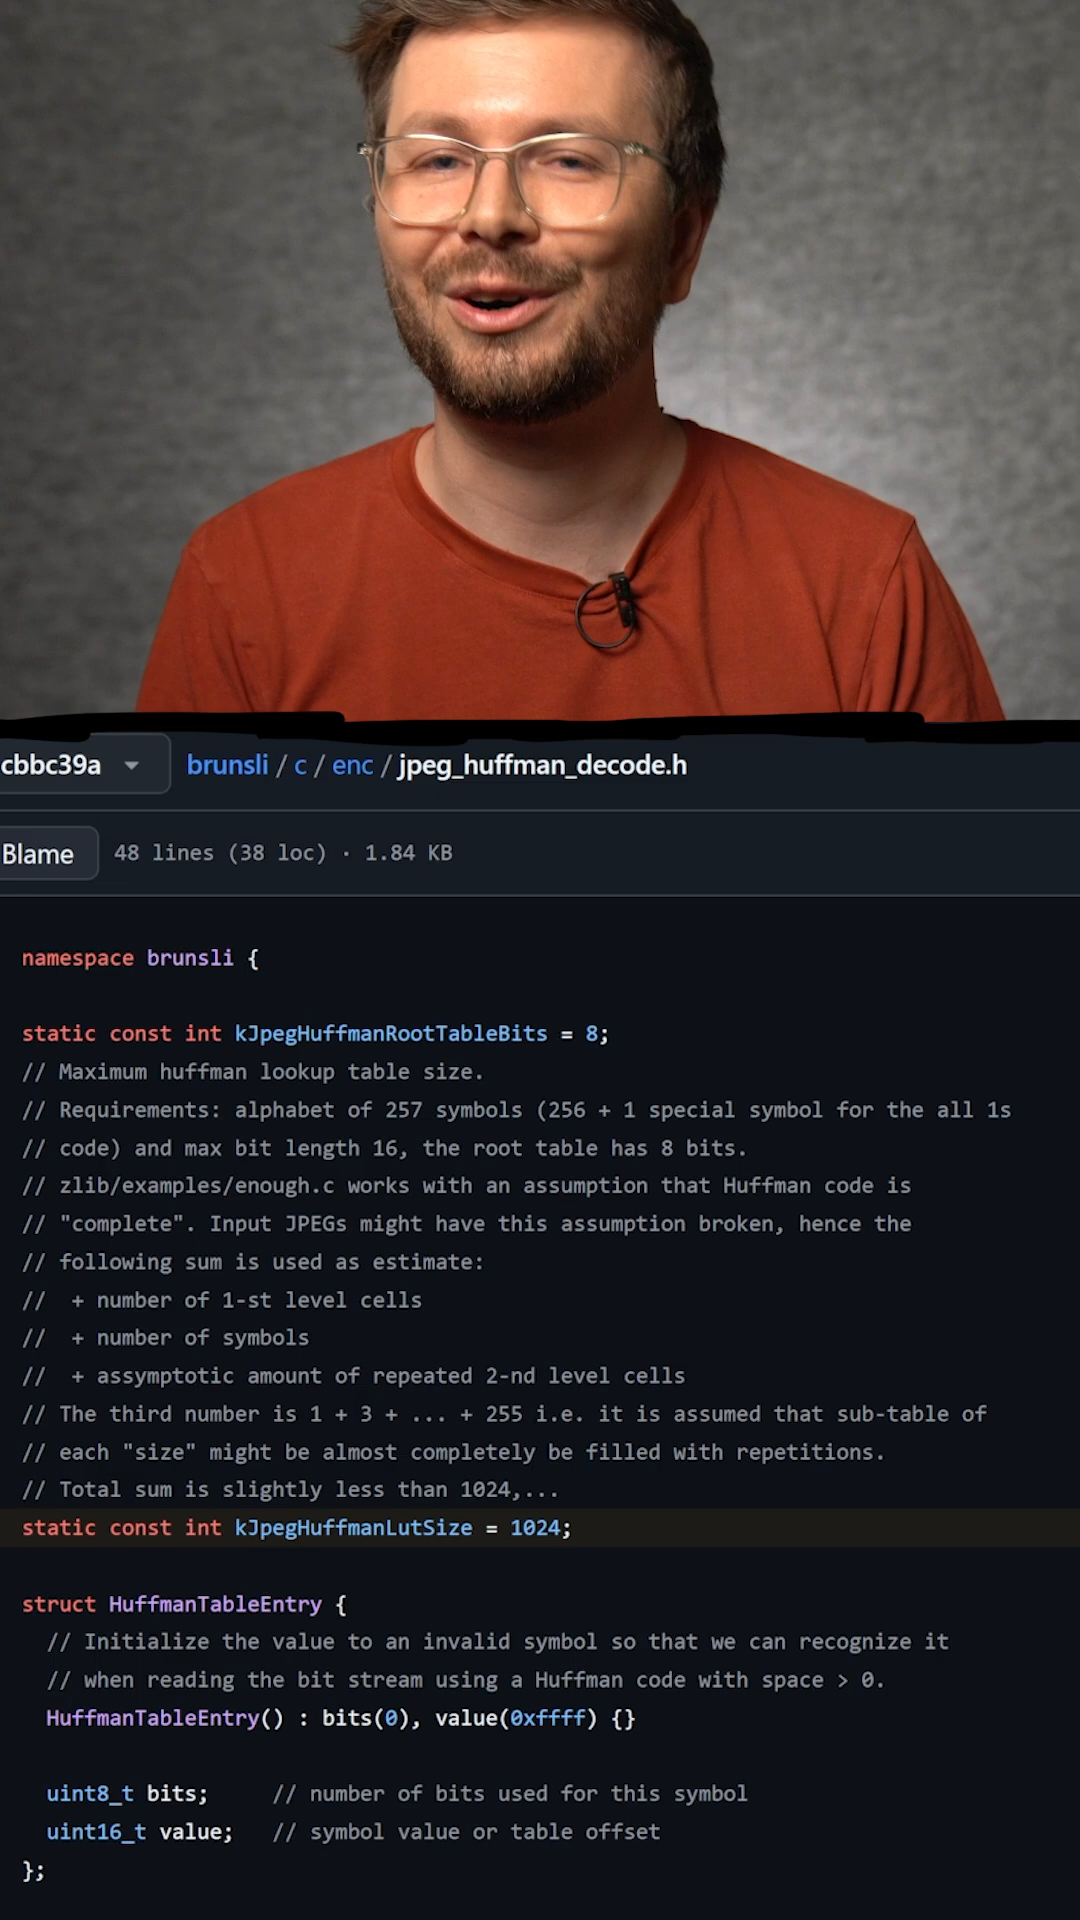 cbbc39a brunsli / c / enc / jpeg_huffman_decode.h
Blame 48 lines (38 loc) · 1.84 KB
namespace brunsli {
static const int kJpegHuffmanRootTableBits = 8;
// Maximum huffman lookup table size.
// Requirements: alphabet of 257 symbols (256 + 1 special symbol for the all 1s
// code) and max bit length 16, the root table has 8 bits.
// zlib/examples/enough.c works with an assumption that Huffman code is
// "complete". Input JPEGs might have this assumption broken, hence the
// following sum is used as estimate:
//  + number of 1-st level cells
//  + number of symbols
//  + assymptotic amount of repeated 2-nd level cells
// The third number is 1 + 3 + ... + 255 i.e. it is assumed that sub-table of
// each "size" might be almost completely be filled with repetitions.
// Total sum is slightly less than 1024,...
static const int kJpegHuffmanLutSize = 1024;
struct HuffmanTableEntry {
  // Initialize the value to an invalid symbol so that we can recognize it
  // when reading the bit stream using a Huffman code with space > 0.
  HuffmanTableEntry() : bits(0), value(0xffff) {}
  uint8_t bits;     // number of bits used for this symbol
  uint16_t value;   // symbol value or table offset
};